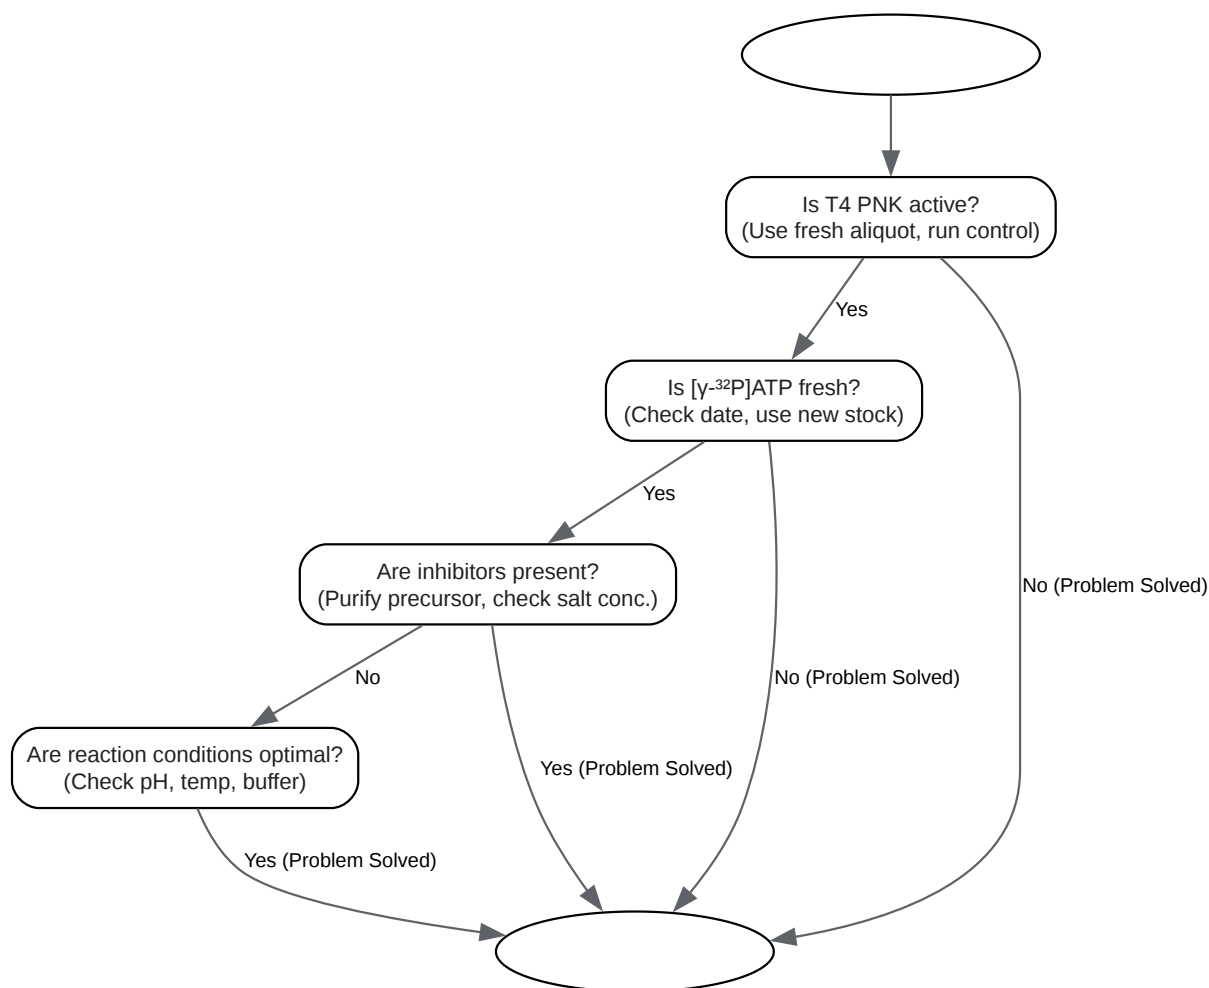 Is T4 PNK active?
(Use fresh aliquot, run control)
Yes
Is [γ-³²P]ATP fresh?
(Check date, use new stock)
Yes
Are inhibitors present?
(Purify precursor, check salt conc.)
No (Problem Solved)
No
No (Problem Solved)
Are reaction conditions optimal?
(Check pH, temp, buffer)
Yes (Problem Solved)
Yes (Problem Solved)